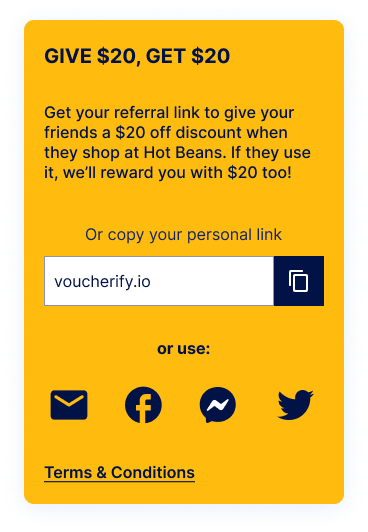 GIVE $20, GET $20
Get your referral link to give your
friends a $20 off discount when
they shop at Hot Beans. If they use
it, we’ll reward you with $20 too!
Or copy your personal link
voucherify.io
or use:
Terms & Conditions